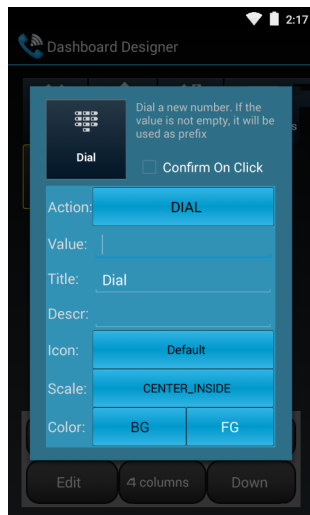 2:17
Dashboard Designer
Dial a new number. If the
value is not empty, it will be
used as prefix
Dial
Confirm On Click
Action: DIAL
Value:
Title: Dial
Descr:
Icon: Default
Scale: CENTER_INSIDE
Color: BG FG
Edit 4 columns Down